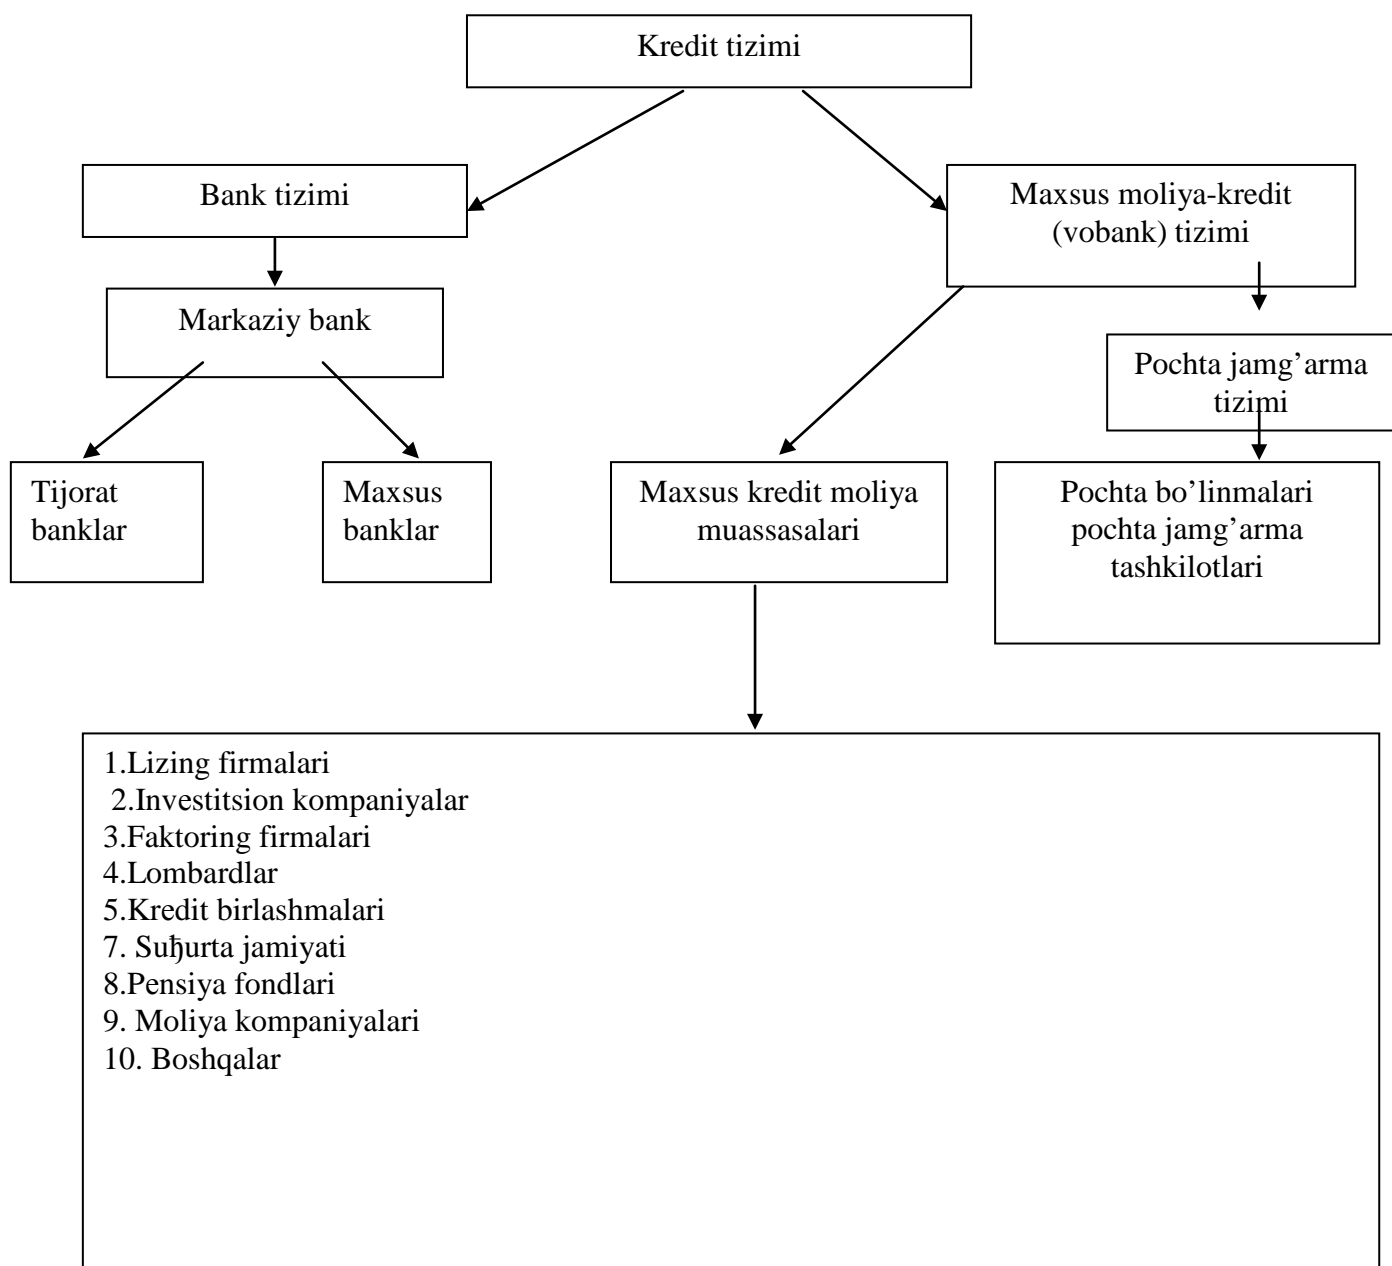 Kredit tizimi
Bank tizimi
Maxsus moliya-kredit
(vobank) tizimi
Markaziy bank
Pochta jamg’arma
tizimi
Tijorat
banklar
Maxsus
banklar
Maxsus kredit moliya
muassasalari
Pochta bo’linmalari
pochta jamg’arma
tashkilotlari
1.Lizing firmalari
2.Investitsion kompaniyalar
3.Faktoring firmalari
4.Lombardlar
5.Kredit birlashmalari
7. Suђurta jamiyati
8.Pensiya fondlari
9. Moliya kompaniyalari
10. Boshqalar